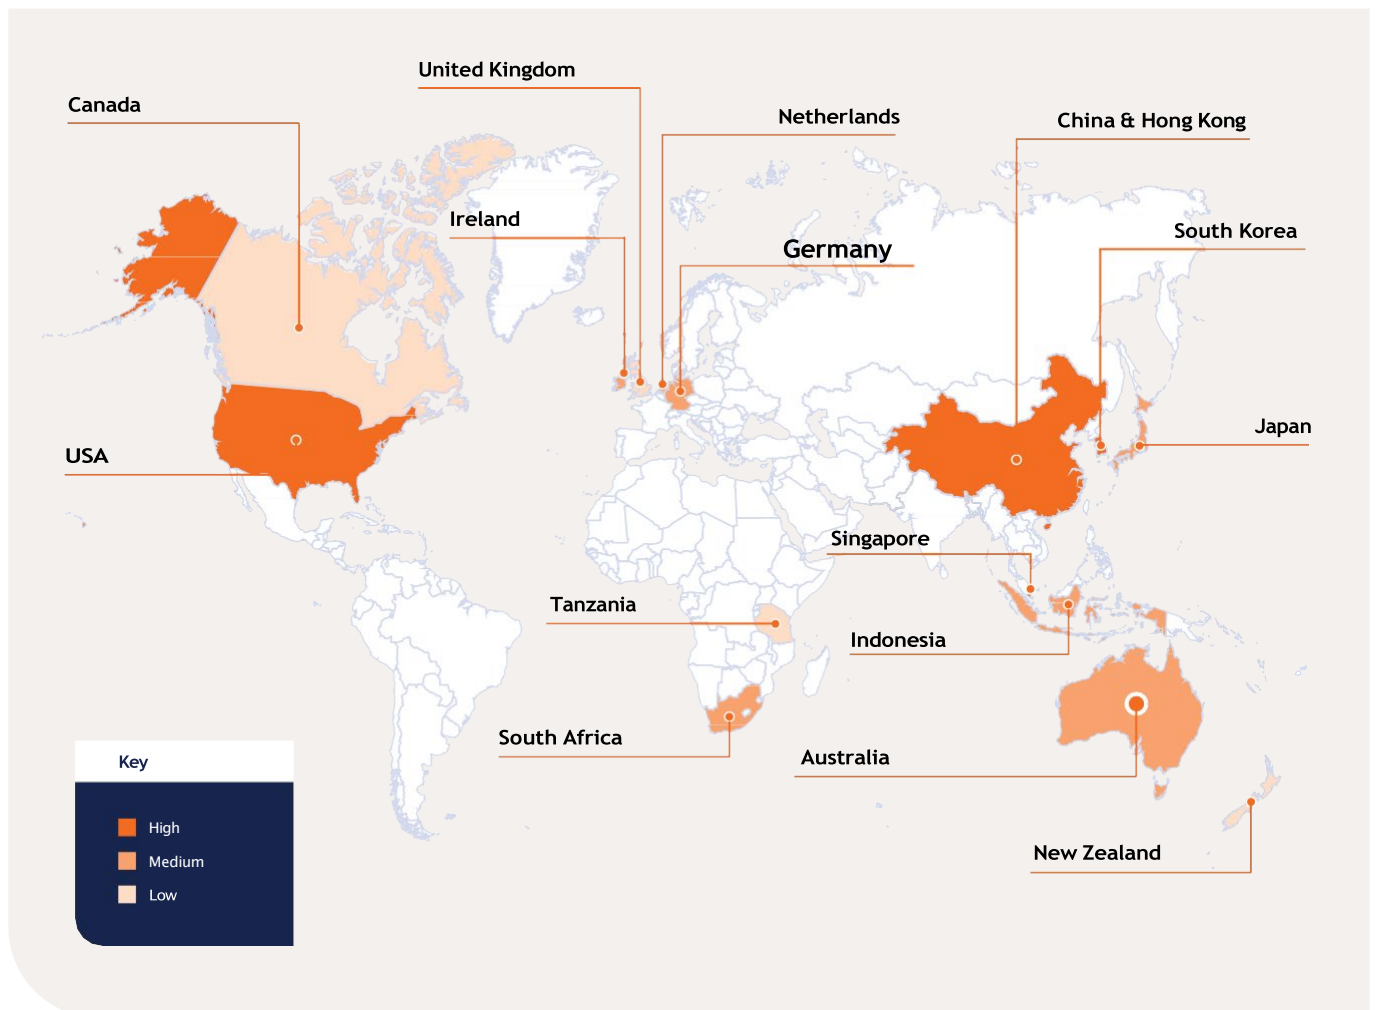 United Kingdom
Canada
Netherlands
China & Hong Kong
Ireland
South Korea
Germany
Japan
USA
Singapore
Tanzania
Indonesia
South Africa
Australia
Key
High
Medium
Low
New Zealand